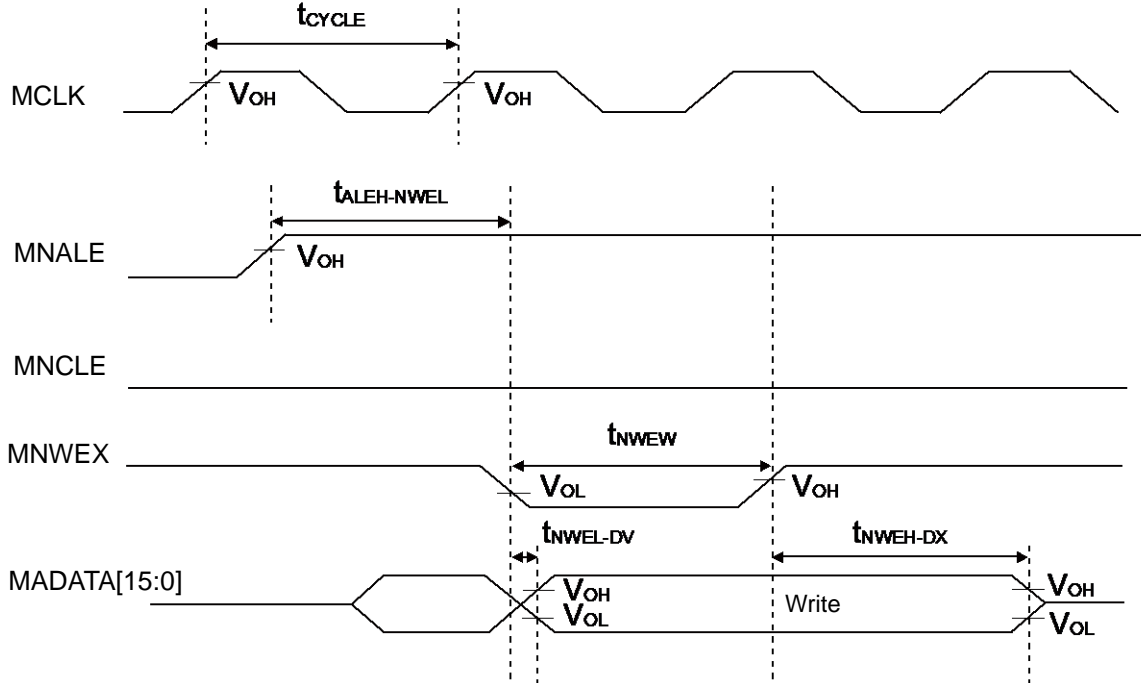 tCYCLE
MCLK
VOH
VOH
tALEH-NWEL
MNALE
VOH
MNCLE
MNWEX
tNWEW
VOL
VOH
tNWEL-DV
tNWEH-DX
MADATA[15:0]
VOH
VOL
Write
VOH
VOL